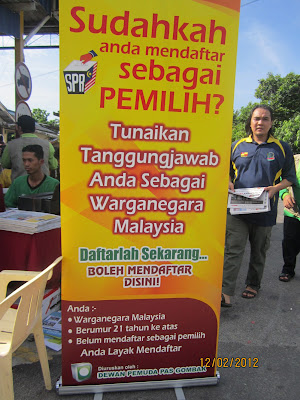 Sudahkah
anda mendaftar
sebagai
SPR
PEMILIH?
Tunaikan
Tanggungjawab
Anda Sebagai
Warganegara
Malaysia
Daftarlah Sekarang...
BOLEH MENDAFTAR
DISINI!
Anda :-
• Warganegara Malaysia
• Berumur 21 tahun ke atas
• Belum mendaftar sebagai pemilih
Anda Layak Mendaftar
Diuruskan oleh :
DEWAN PEMUDA PAS GOMBAK
12/02/2012